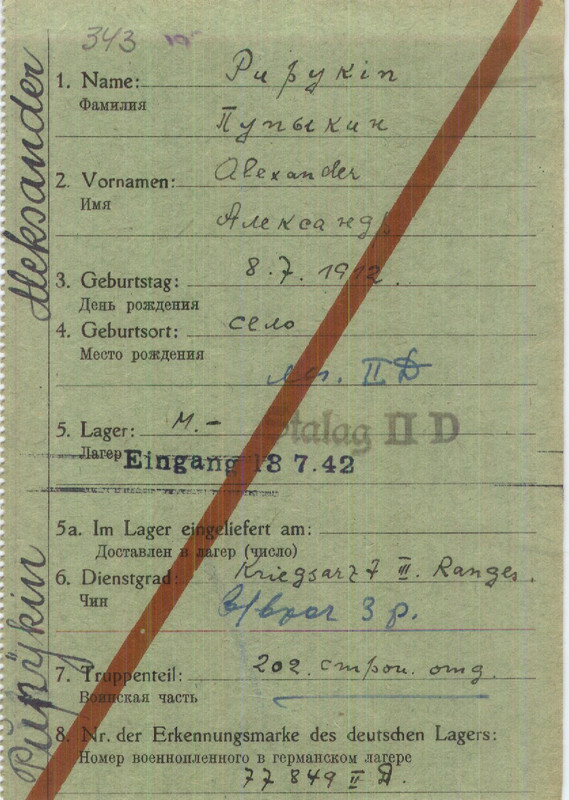 343
Aleksander
Pupykin
1. Name: Pupykin
Фамилия
Пупыкин
2. Vornamen: Alexander
Имя
Александр
3. Geburtstag: 8.7.1912.
День рождения
4. Geburtsort: село
Место рождения
II D
5. Lager: M.- Stalag II D
Лагер Eingang 18 7.42
5a. Im Lager eingeliefert am:
Доставлен в лагер (число)
6. Dienstgrad: Kriegsarzt III. Ranges.
Чин
в/врач 3 р.
7. Truppenteil: 202. строи. отд.
Воинская часть
8. Nr. der Erkennungsmarke des deutschen Lagers:
Номер военнопленного в германском лагере
77849 II D.